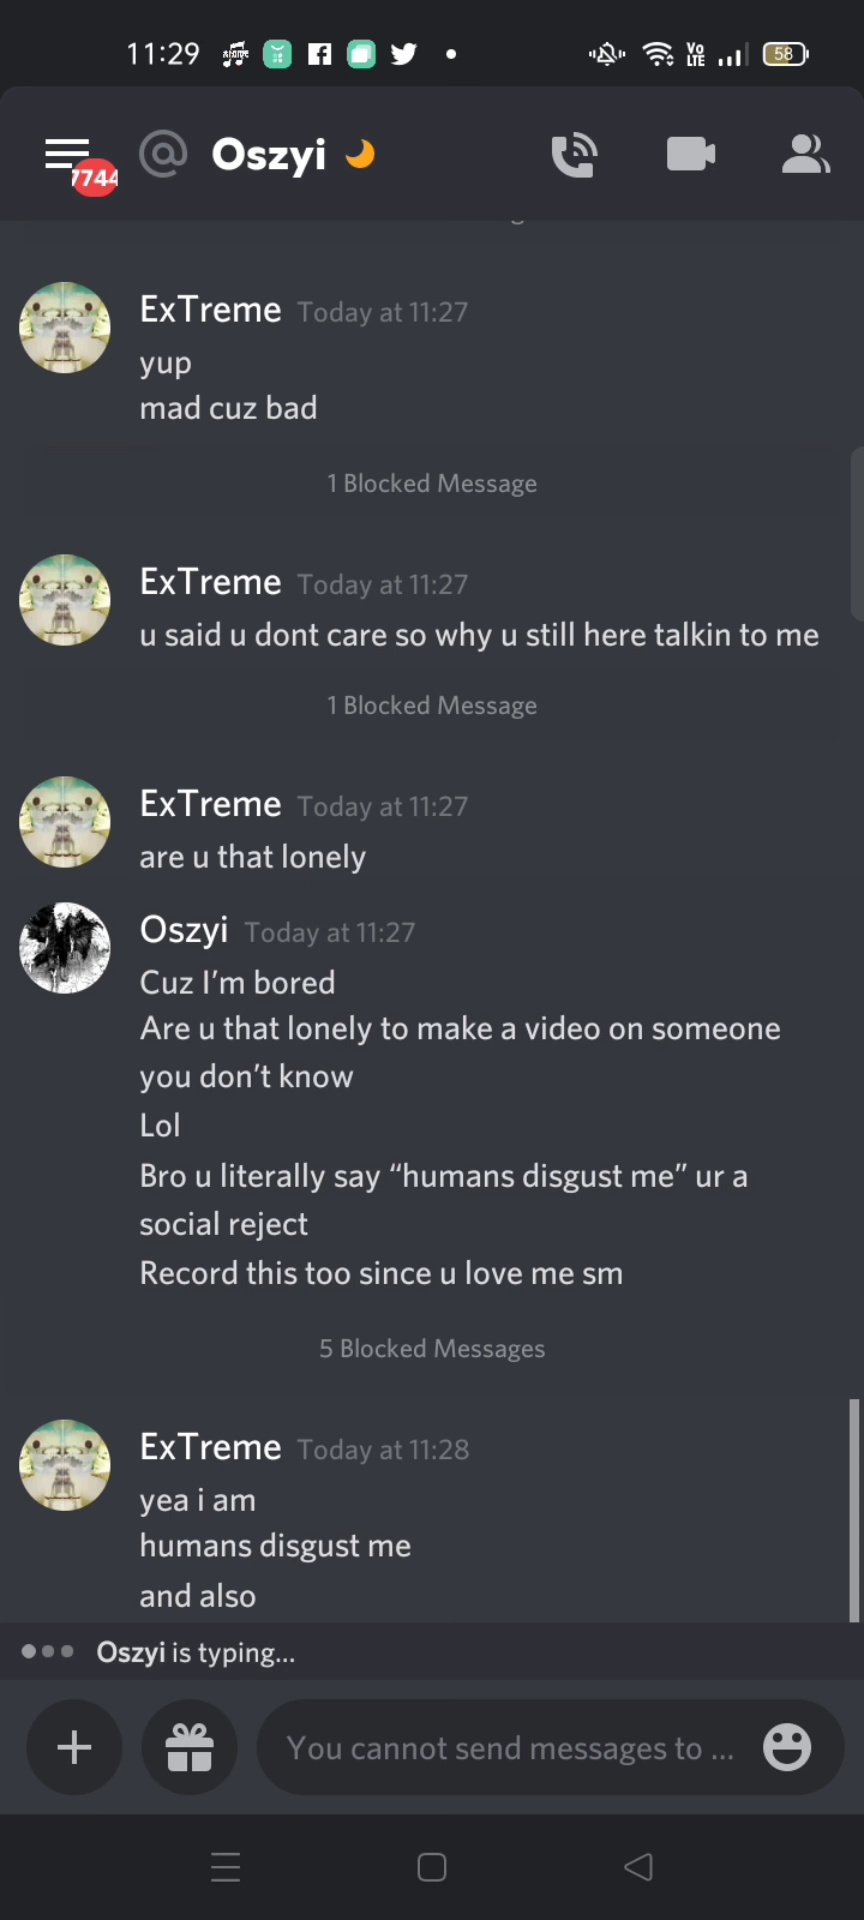 11:29
Vo
LTE
58
7744
@ Oszyi
ExTreme Today at 11:27
yup
mad cuz bad
1 Blocked Message
ExTreme Today at 11:27
u said u dont care so why u still here talkin to me
1 Blocked Message
ExTreme Today at 11:27
are u that lonely
Oszyi Today at 11:27
Cuz I’m bored
Are u that lonely to make a video on someone
you don’t know
Lol
Bro u literally say “humans disgust me” ur a
social reject
Record this too since u love me sm
5 Blocked Messages
ExTreme Today at 11:28
yea i am
humans disgust me
and also
Oszyi is typing...
You cannot send messages to ...